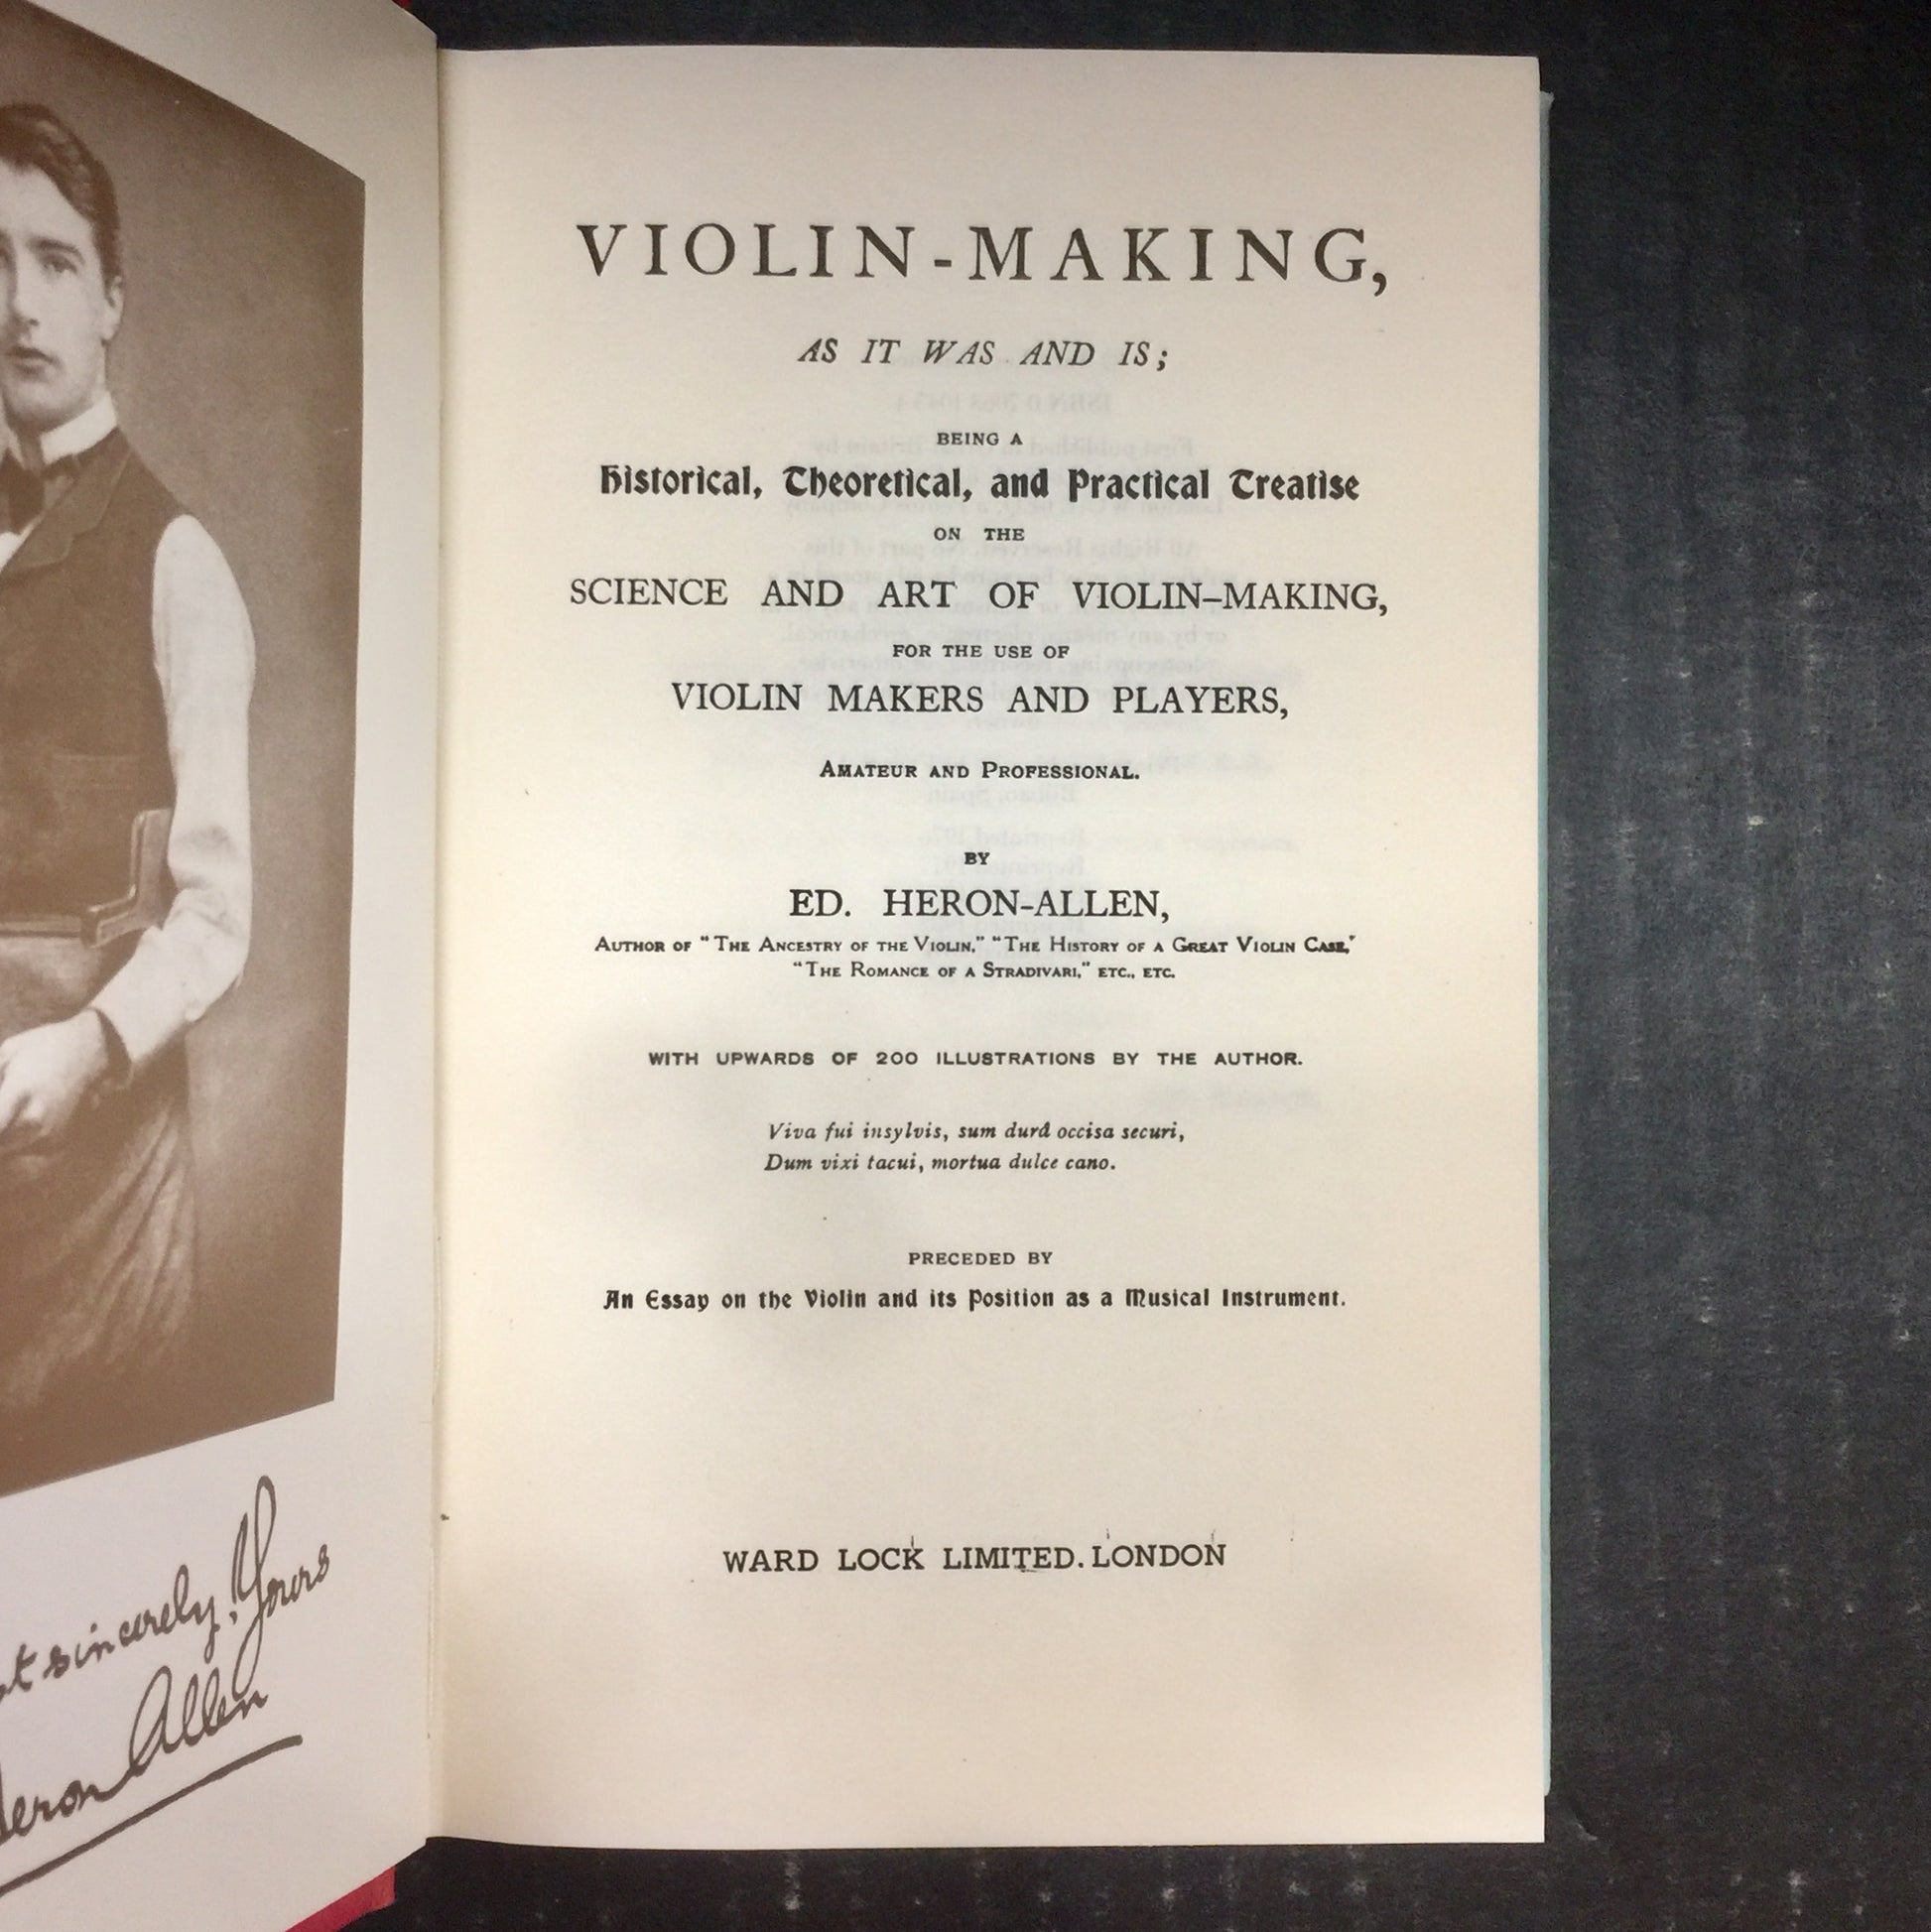 VIOLIN-MAKING,
AS IT WAS AND IS;
BEING A
Historical, Theoretical, and Practical Treatise
ON THE
SCIENCE AND ART OF VIOLIN-MAKING,
FOR THE USE OF
VIOLIN MAKERS AND PLAYERS,
AMATEUR AND PROFESSIONAL.
BY
ED. HERON-ALLEN,
AUTHOR OF "THE ANCESTRY OF THE VIOLIN," "THE HISTORY OF A GREAT VIOLIN CASE,"
"THE ROMANCE OF A STRADIVARI," ETC., ETC.
WITH UPWARDS OF 200 ILLUSTRATIONS BY THE AUTHOR.
Viva fui insylvis, sum durâ occisa securi,
Dum vixi tacui, mortua dulce cano.
PRECEDED BY
An Essay on the Violin and its Position as a Musical Instrument.
WARD LOCK LIMITED. LONDON
sincerely, Yours
Allen